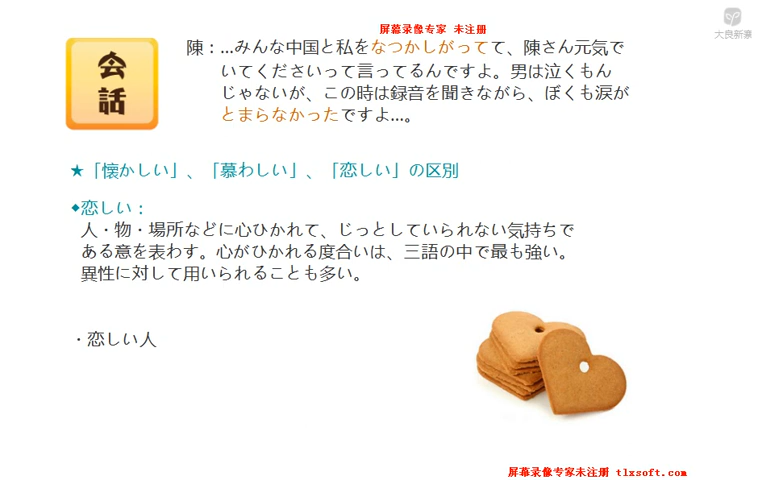 屏幕录像专家 未注册
大良新濠
会話
陳：…みんな中国と私をなつかしがってて、陳さん元気で
いてくださいって言ってるんですよ。男は泣くもん
じゃないが、この時は録音を聞きながら、ぼくも涙が
とまらなかったですよ…。
★「懐かしい」、「慕わしい」、「恋しい」の区別
◆恋しい：
人・物・場所などに心ひかれて、じっとしていられない気持ちで
ある意を表わす。心がひかれる度合いは、三語の中で最も強い。
異性に対して用いられることも多い。
・恋しい人
屏幕录像专家未注册 tlxsoft.com